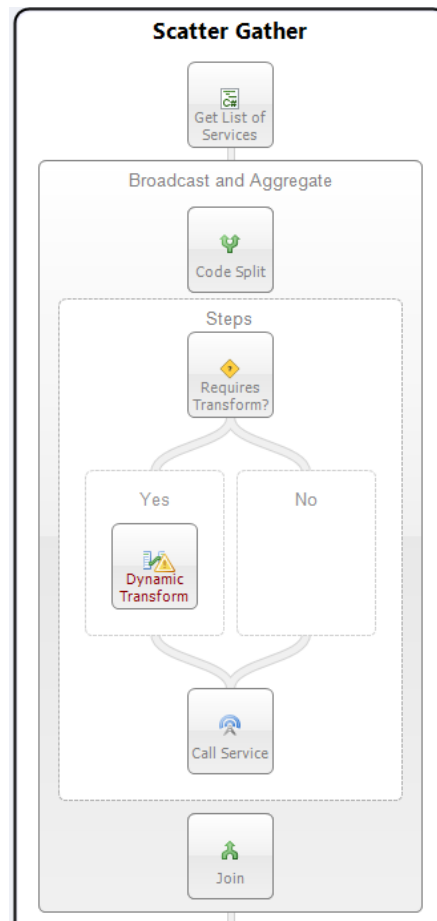 Scatter Gather
C#
Get List of
Services
Broadcast and Aggregate
Code Split
Steps
?
Requires
Transform?
Yes
No
Dynamic
Transform
Call Service
Join